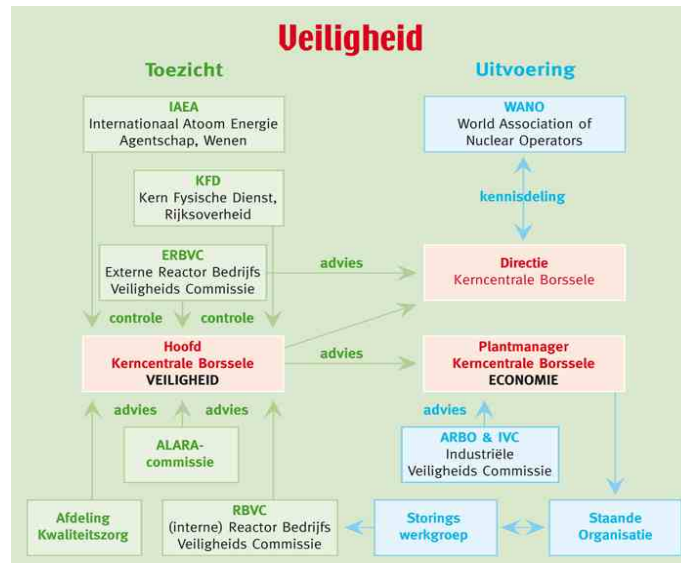 Veiligheid
Toezicht
Uitvoering
IAEA
Internationaal Atoom Energie
Agentschap, Wenen
WANO
World Association of
Nuclear Operators
KFD
Kern Fysische Dienst,
Rijksoverheid
kennisdeling
ERBVC
Externe Reactor Bedrijfs
Veiligheids Commissie
advies
Directie
Kerncentrale Borssele
controle
controle
Hoofd
Kerncentrale Borssele
VEILIGHEID
advies
Plantmanager
Kerncentrale Borssele
ECONOMIE
advies
advies
advies
ALARA-
commissie
ARBO & IVC
Industriële
Veiligheids Commissie
Afdeling
Kwaliteitszorg
RBVC
(interne) Reactor Bedrijfs
Veiligheids Commissie
Storings
werkgroep
Staande
Organisatie